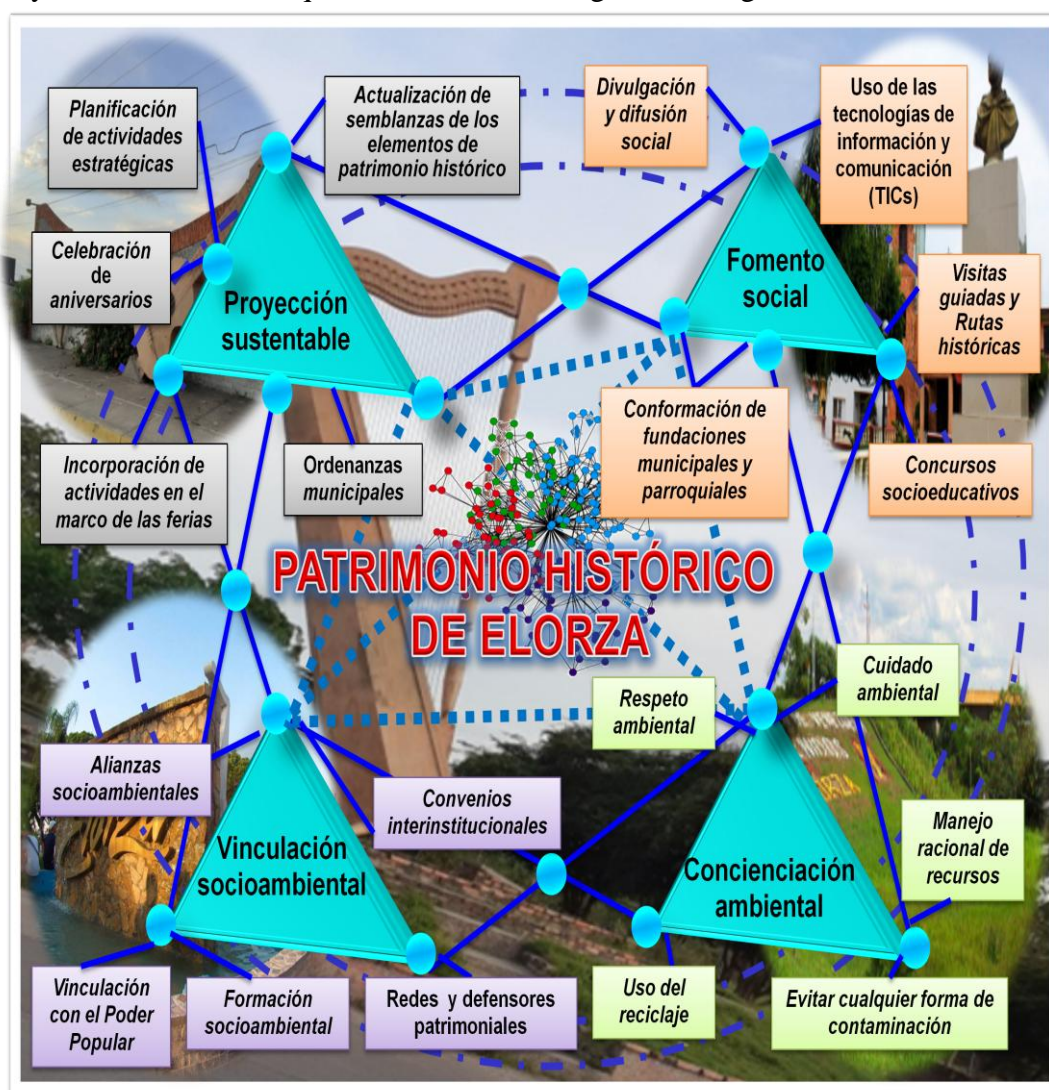 Planificación
de actividades
estratégicas
Actualización de
semblanzas de los
elementos de
patrimonio histórico
Divulgación
y difusión
social
Uso de las
tecnologías de
información y
comunicación
(TICs)
Celebración
de
aniversarios
Proyección
sustentable
Fomento
social
Visitas
guiadas y
Rutas
históricas
Incorporación de
actividades en el
marco de las ferias
Ordenanzas
municipales
Conformación de
fundaciones
municipales y
parroquiales
Concursos
socioeducativos
PATRIMONIO HISTÓRICO
DE ELORZA
Respeto
ambiental
Cuidado
ambiental
Alianzas
socioambientales
Convenios
interinstitucionales
Manejo
racional de
recursos
Vinculación
socioambiental
Concienciación
ambiental
Vinculación
con el Poder
Popular
Formación
socioambiental
Redes y defensores
patrimoniales
Uso del
reciclaje
Evitar cualquier forma de
contaminación